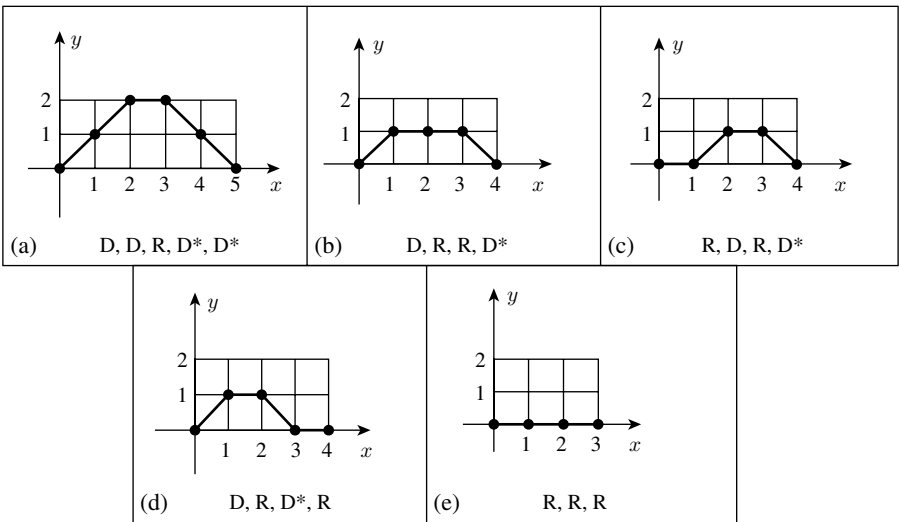 y
2
1
1 2 3 4 5 x
(a) D, D, R, D*, D*
y
2
1
1 2 3 4 x
(b) D, R, R, D*
y
2
1
1 2 3 4 x
(c) R, D, R, D*
y
2
1
1 2 3 4 x
(d) D, R, D*, R
y
2
1
1 2 3 x
(e) R, R, R